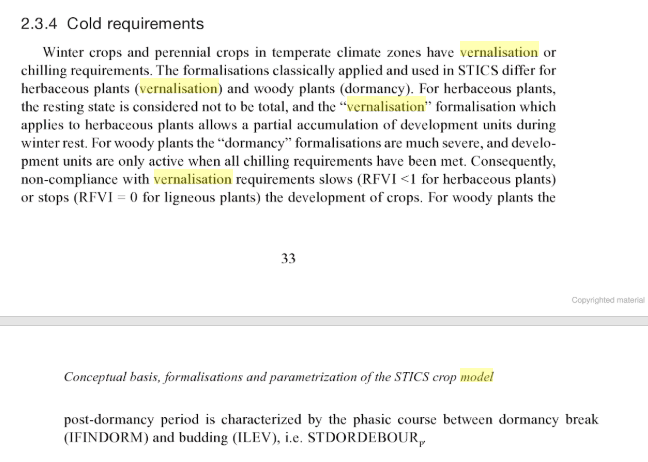 2.3.4 Cold requirements
Winter crops and perennial crops in temperate climate zones have vernalisation or
chilling requirements. The formalisations classically applied and used in STICS differ for
herbaceous plants (vernalisation) and woody plants (dormancy). For herbaceous plants,
the resting state is considered not to be total, and the “vernalisation” formalisation which
applies to herbaceous plants allows a partial accumulation of development units during
winter rest. For woody plants the “dormancy” formalisations are much severe, and develo-
pment units are only active when all chilling requirements have been met. Consequently,
non-compliance with vernalisation requirements slows (RFVI <1 for herbaceous plants)
or stops (RFVI = 0 for ligneous plants) the development of crops. For woody plants the
33
Copyrighted material
Conceptual basis, formalisations and parametrization of the STICS crop model
post-dormancy period is characterized by the phasic course between dormancy break
(IFINDORM) and budding (ILEV), i.e. STDORDEBOURP.